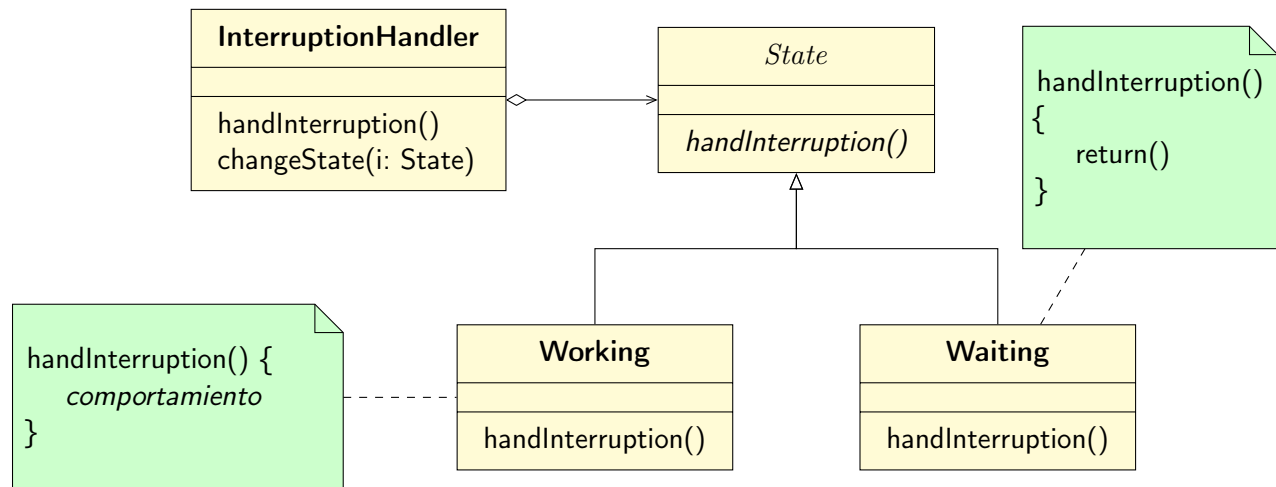 InterruptionHandler
handInterruption()
changeState(i: State)
State
handInterruption()
handInterruption()
{
return()
}
handInterruption() {
comportamiento
}
Working
handInterruption()
Waiting
handInterruption()